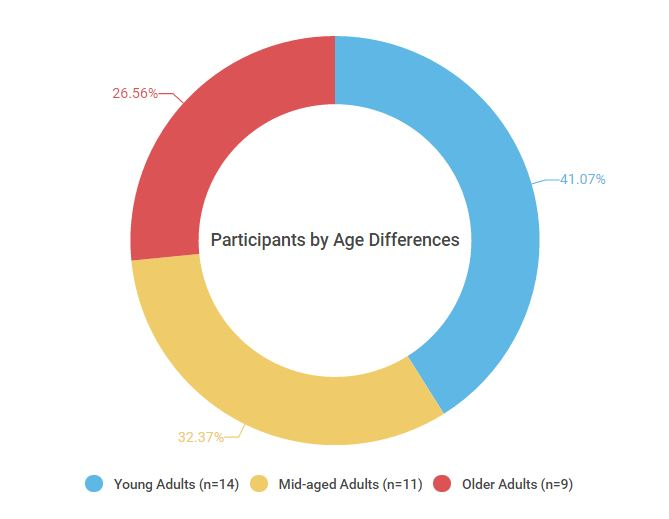 26.56%
41.07%
Participants by Age Differences
32.37%
Young Adults (n=14) Mid-aged Adults (n=11) Older Adults (n=9)